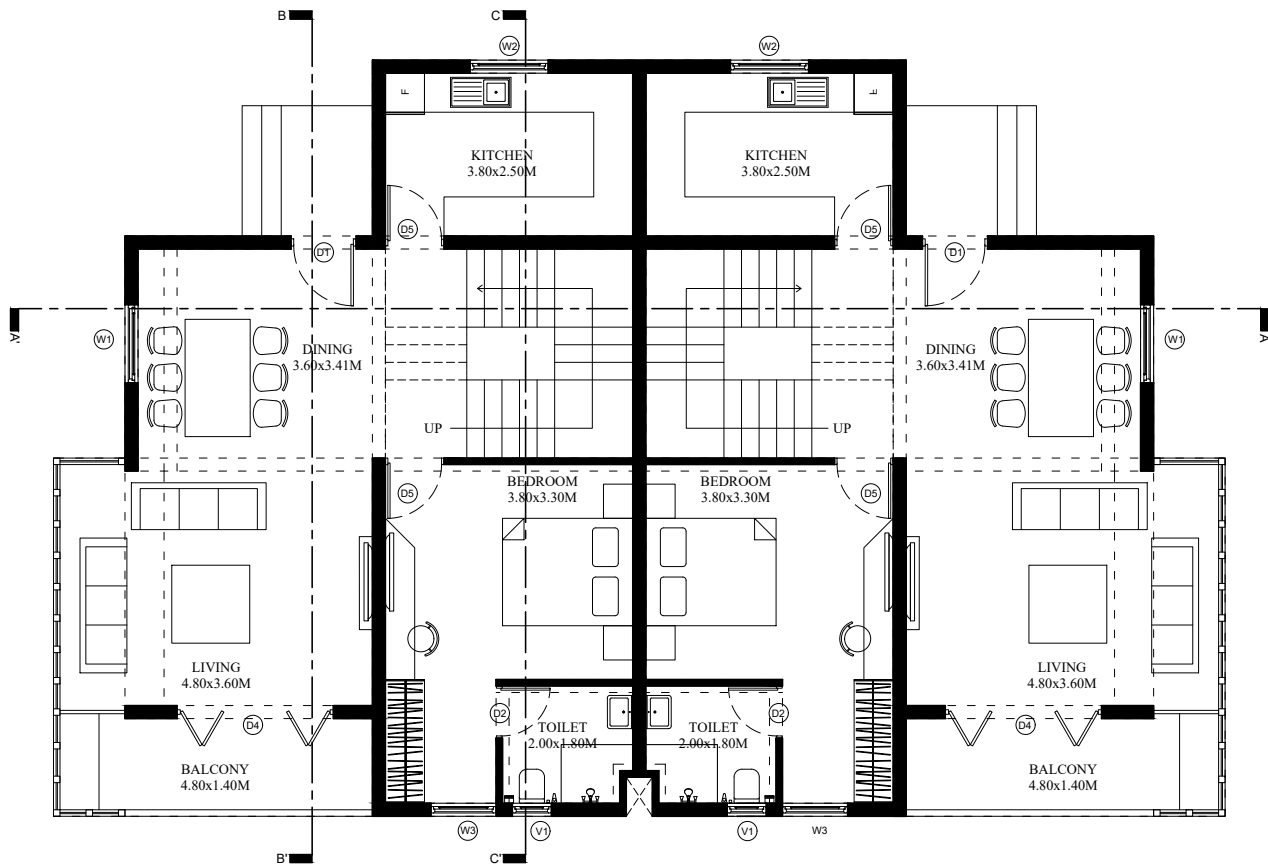 B
C
W2
W2
F
F
KITCHEN
3.80x2.50M
KITCHEN
3.80x2.50M
D5
D5
D1
D1
A'
A
W1
W1
DINING
3.60x3.41M
DINING
3.60x3.41M
UP
UP
BEDROOM
3.80x3.30M
BEDROOM
3.80x3.30M
D5
D5
LIVING
4.80x3.60M
LIVING
4.80x3.60M
D4
D2
TOILET
2.00x1.80M
TOILET
2.00x1.80M
D2
D4
BALCONY
4.80x1.40M
BALCONY
4.80x1.40M
W3
V1
V1
W3
B'
C'